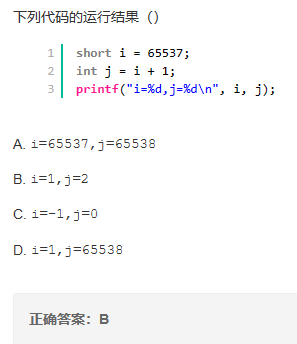 下列代码的运行结果（）
1 short i = 65537;
2 int j = i + 1;
3 printf("i=%d,j=%d\n", i, j);
A. i=65537,j=65538
B. i=1,j=2
C. i=-1,j=0
D. i=1,j=65538
正确答案：B